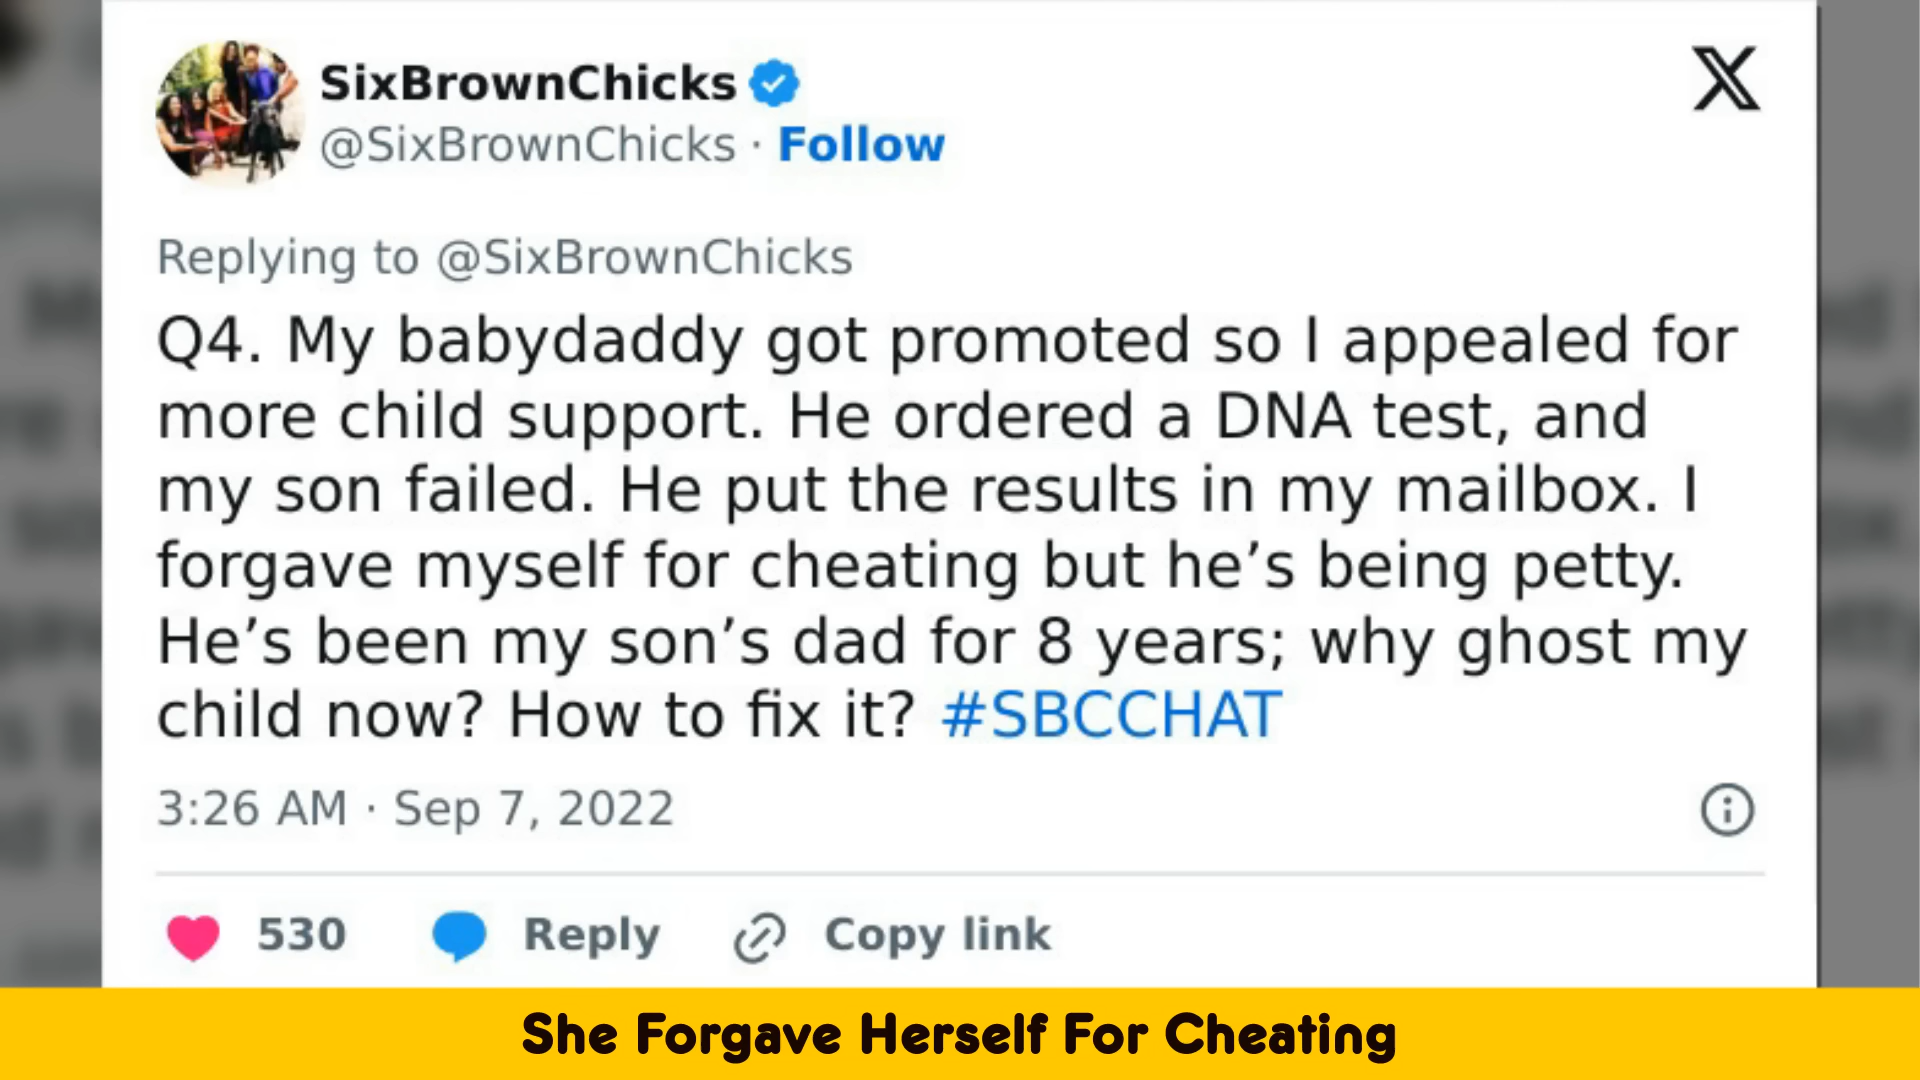 SixBrownChicks
@SixBrownChicks · Follow
Replying to @SixBrownChicks
Q4. My babydaddy got promoted so I appealed for
more child support. He ordered a DNA test, and
my son failed. He put the results in my mailbox. I
forgave myself for cheating but he’s being petty.
He’s been my son’s dad for 8 years; why ghost my
child now? How to fix it? #SBCCHAT
3:26 AM · Sep 7, 2022
530 Reply Copy link
She Forgave Herself For Cheating